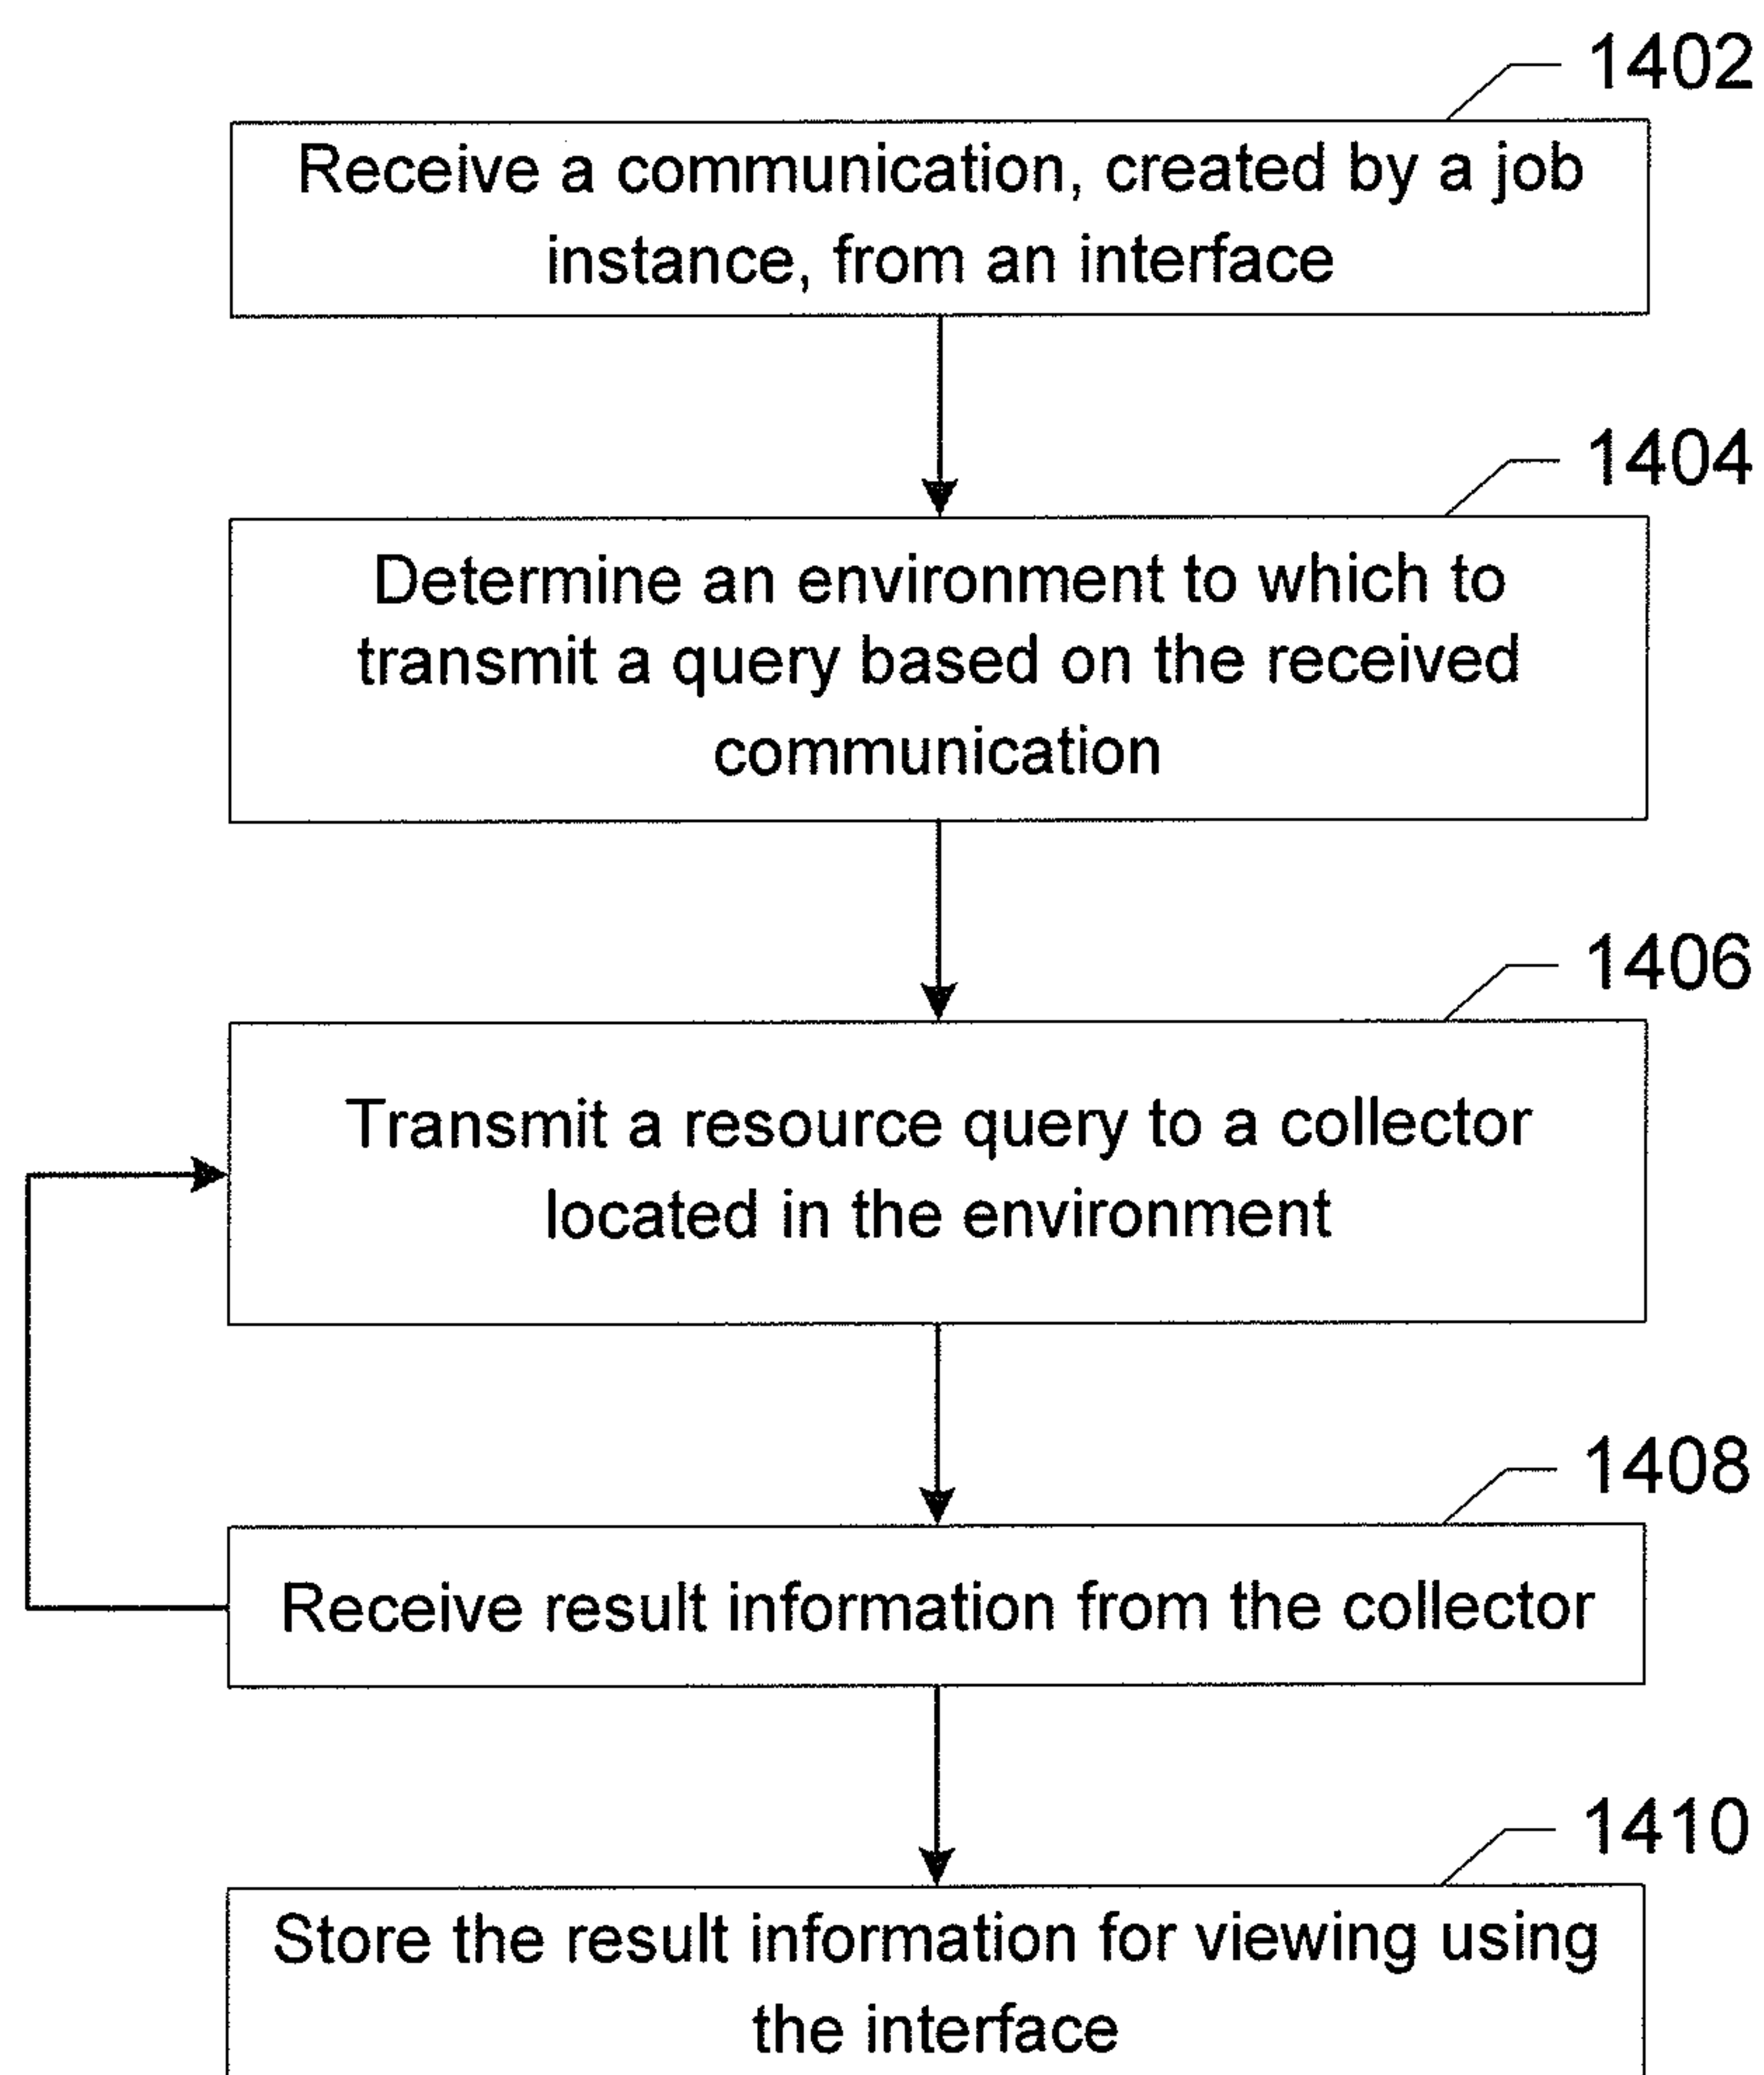 1402
Receive a communication, created by a job
instance, from an interface
1404
Determine an environment to which to
transmit a query based on the received
communication
1406
Transmit a resource query to a collector
located in the environment
1408
Receive result information from the collector
1410
Store the result information for viewing using
the interface